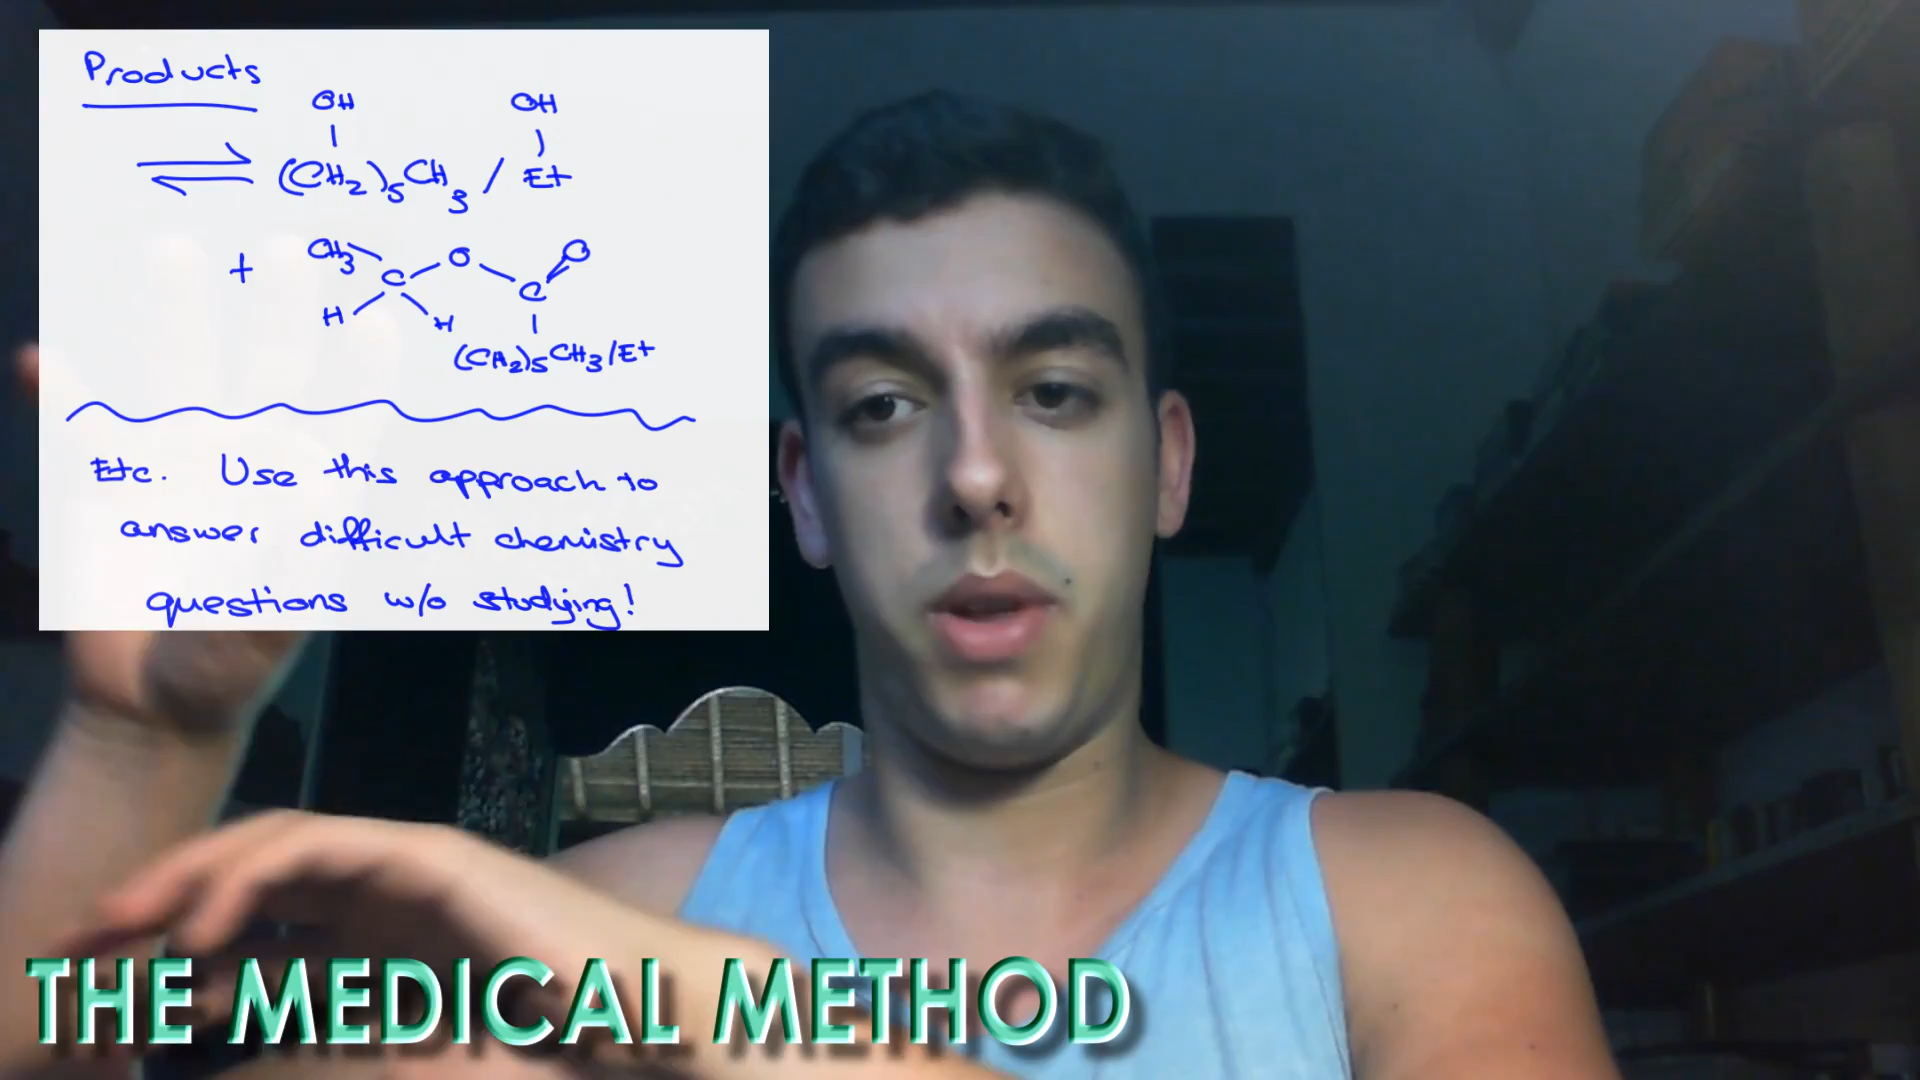 Products
OH OH
⇌ (CH2)5CH3 / Et
+ CH3 C O C O
H H
(CH2)5CH3/Et
Etc. Use this approach to
answer difficult chemistry
questions w/o studying!
THE MEDICAL METHOD